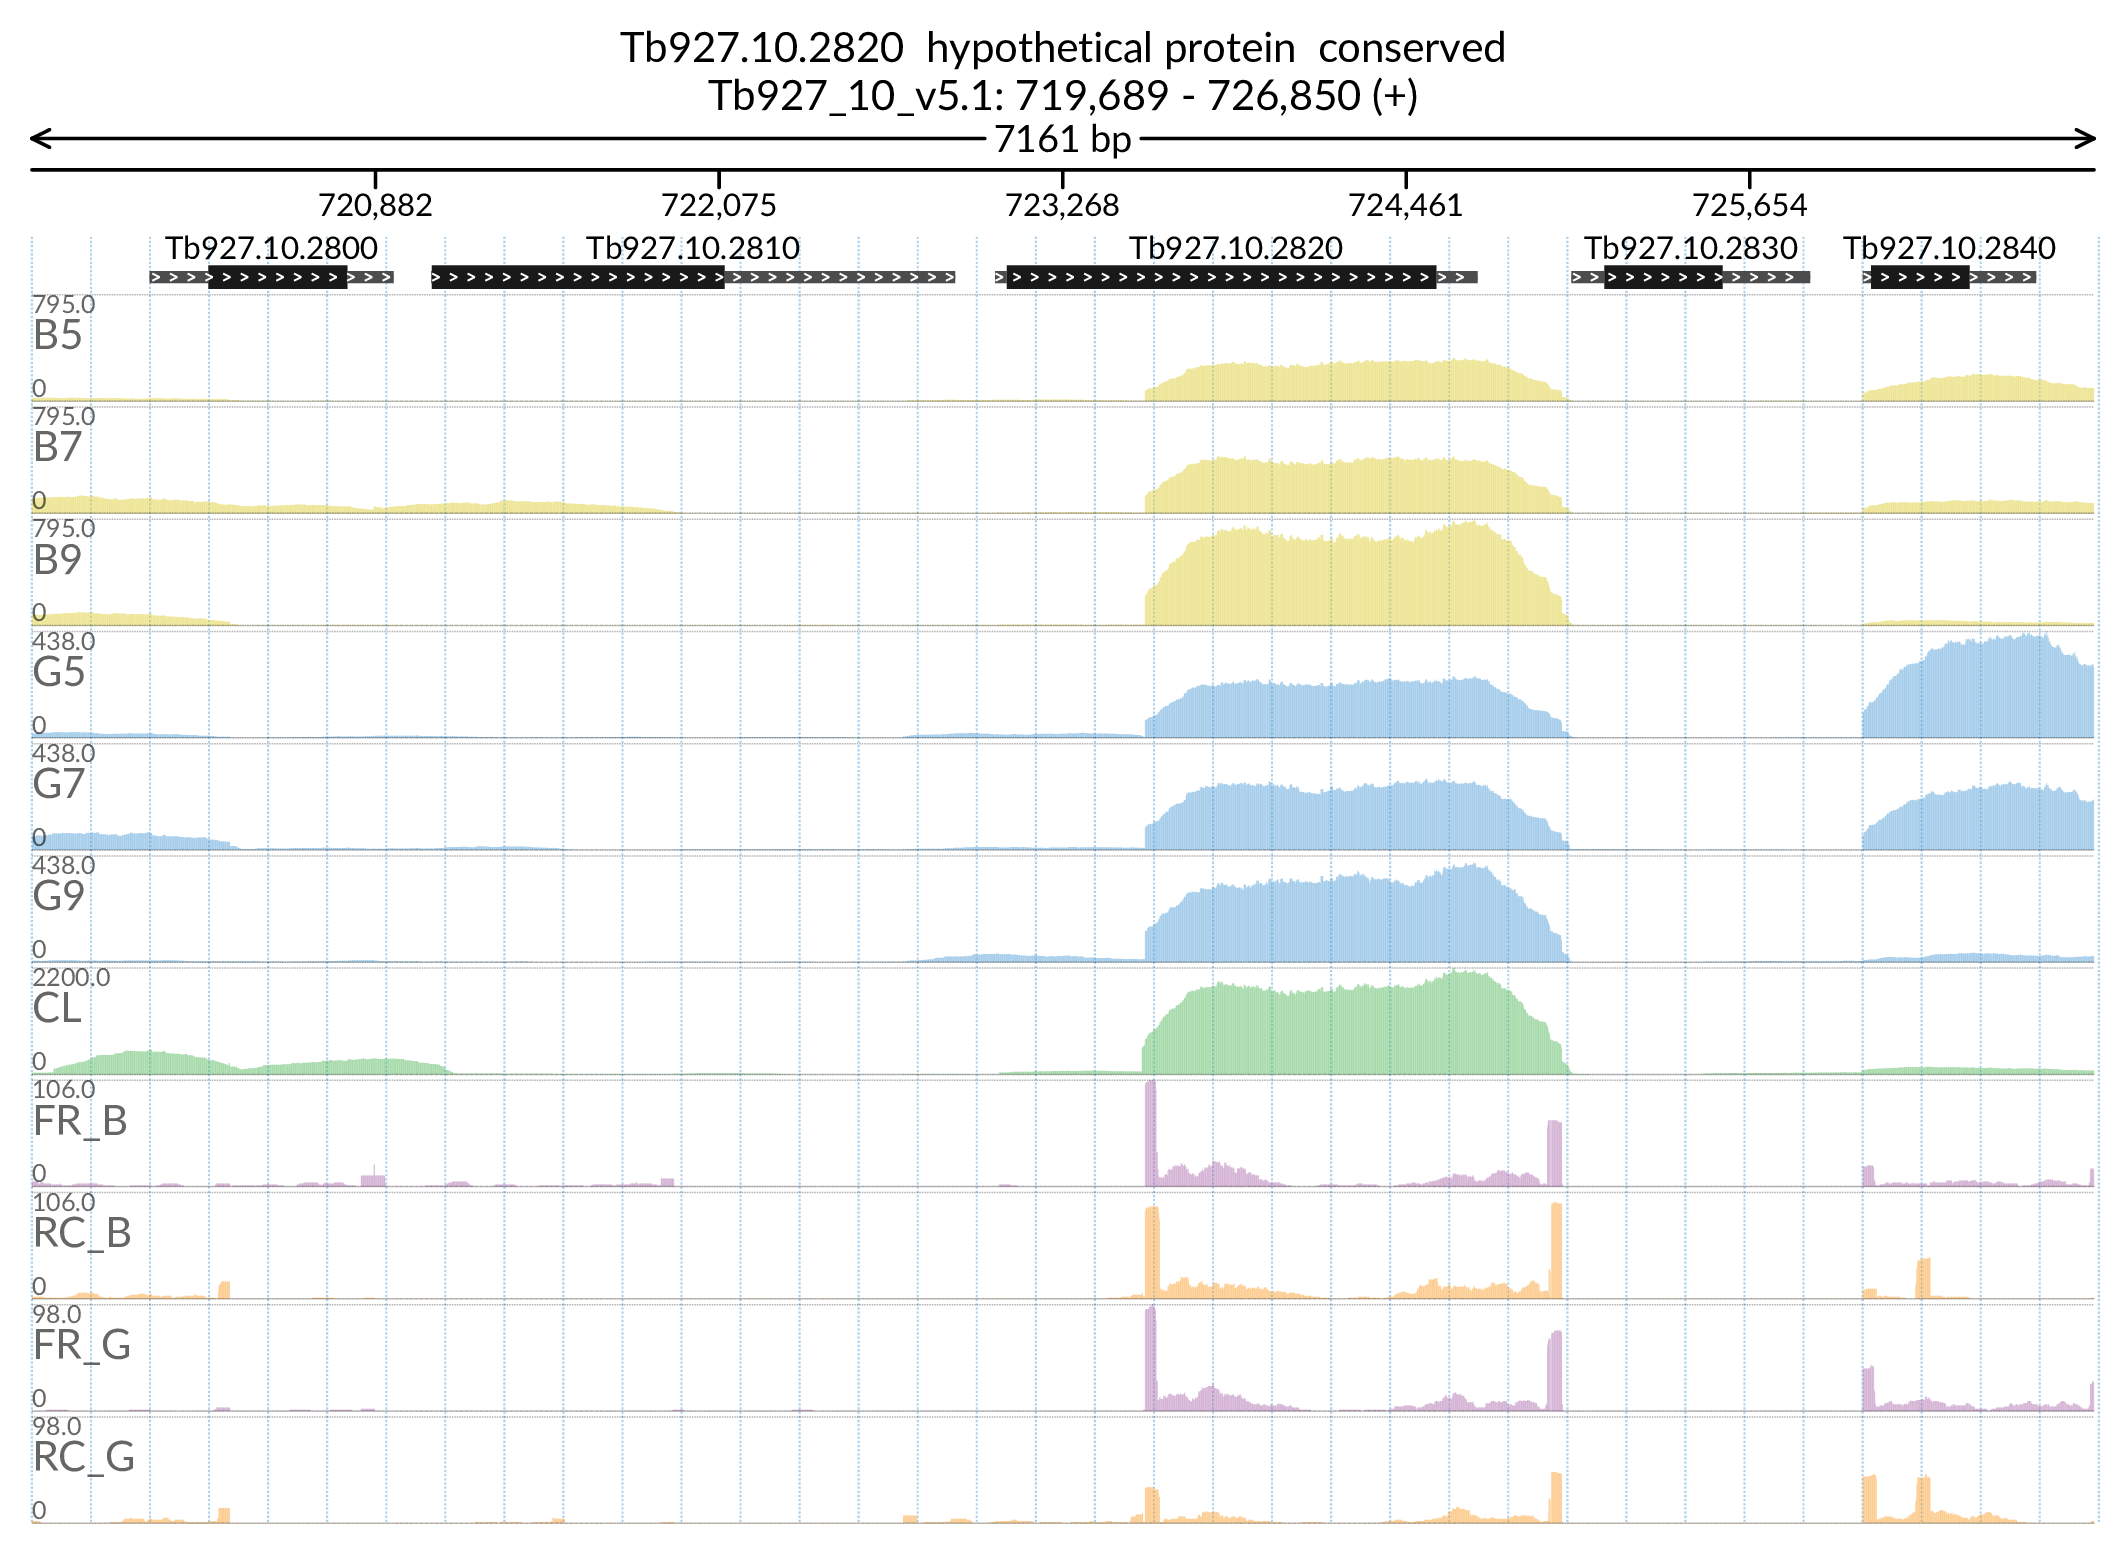 Tb927.10.2820  hypothetical protein  conserved
Tb927_10_v5.1: 719,689 - 726,850 (+)
7161 bp
720,882 722,075 723,268 724,461 725,654
Tb927.10.2800 Tb927.10.2810 Tb927.10.2820 Tb927.10.2830 Tb927.10.2840
795.0
B5
0
795.0
B7
0
795.0
B9
0
438.0
G5
0
438.0
G7
0
438.0
G9
0
2200.0
CL
0
106.0
FR_B
0
106.0
RC_B
0
98.0
FR_G
0
98.0
RC_G
0